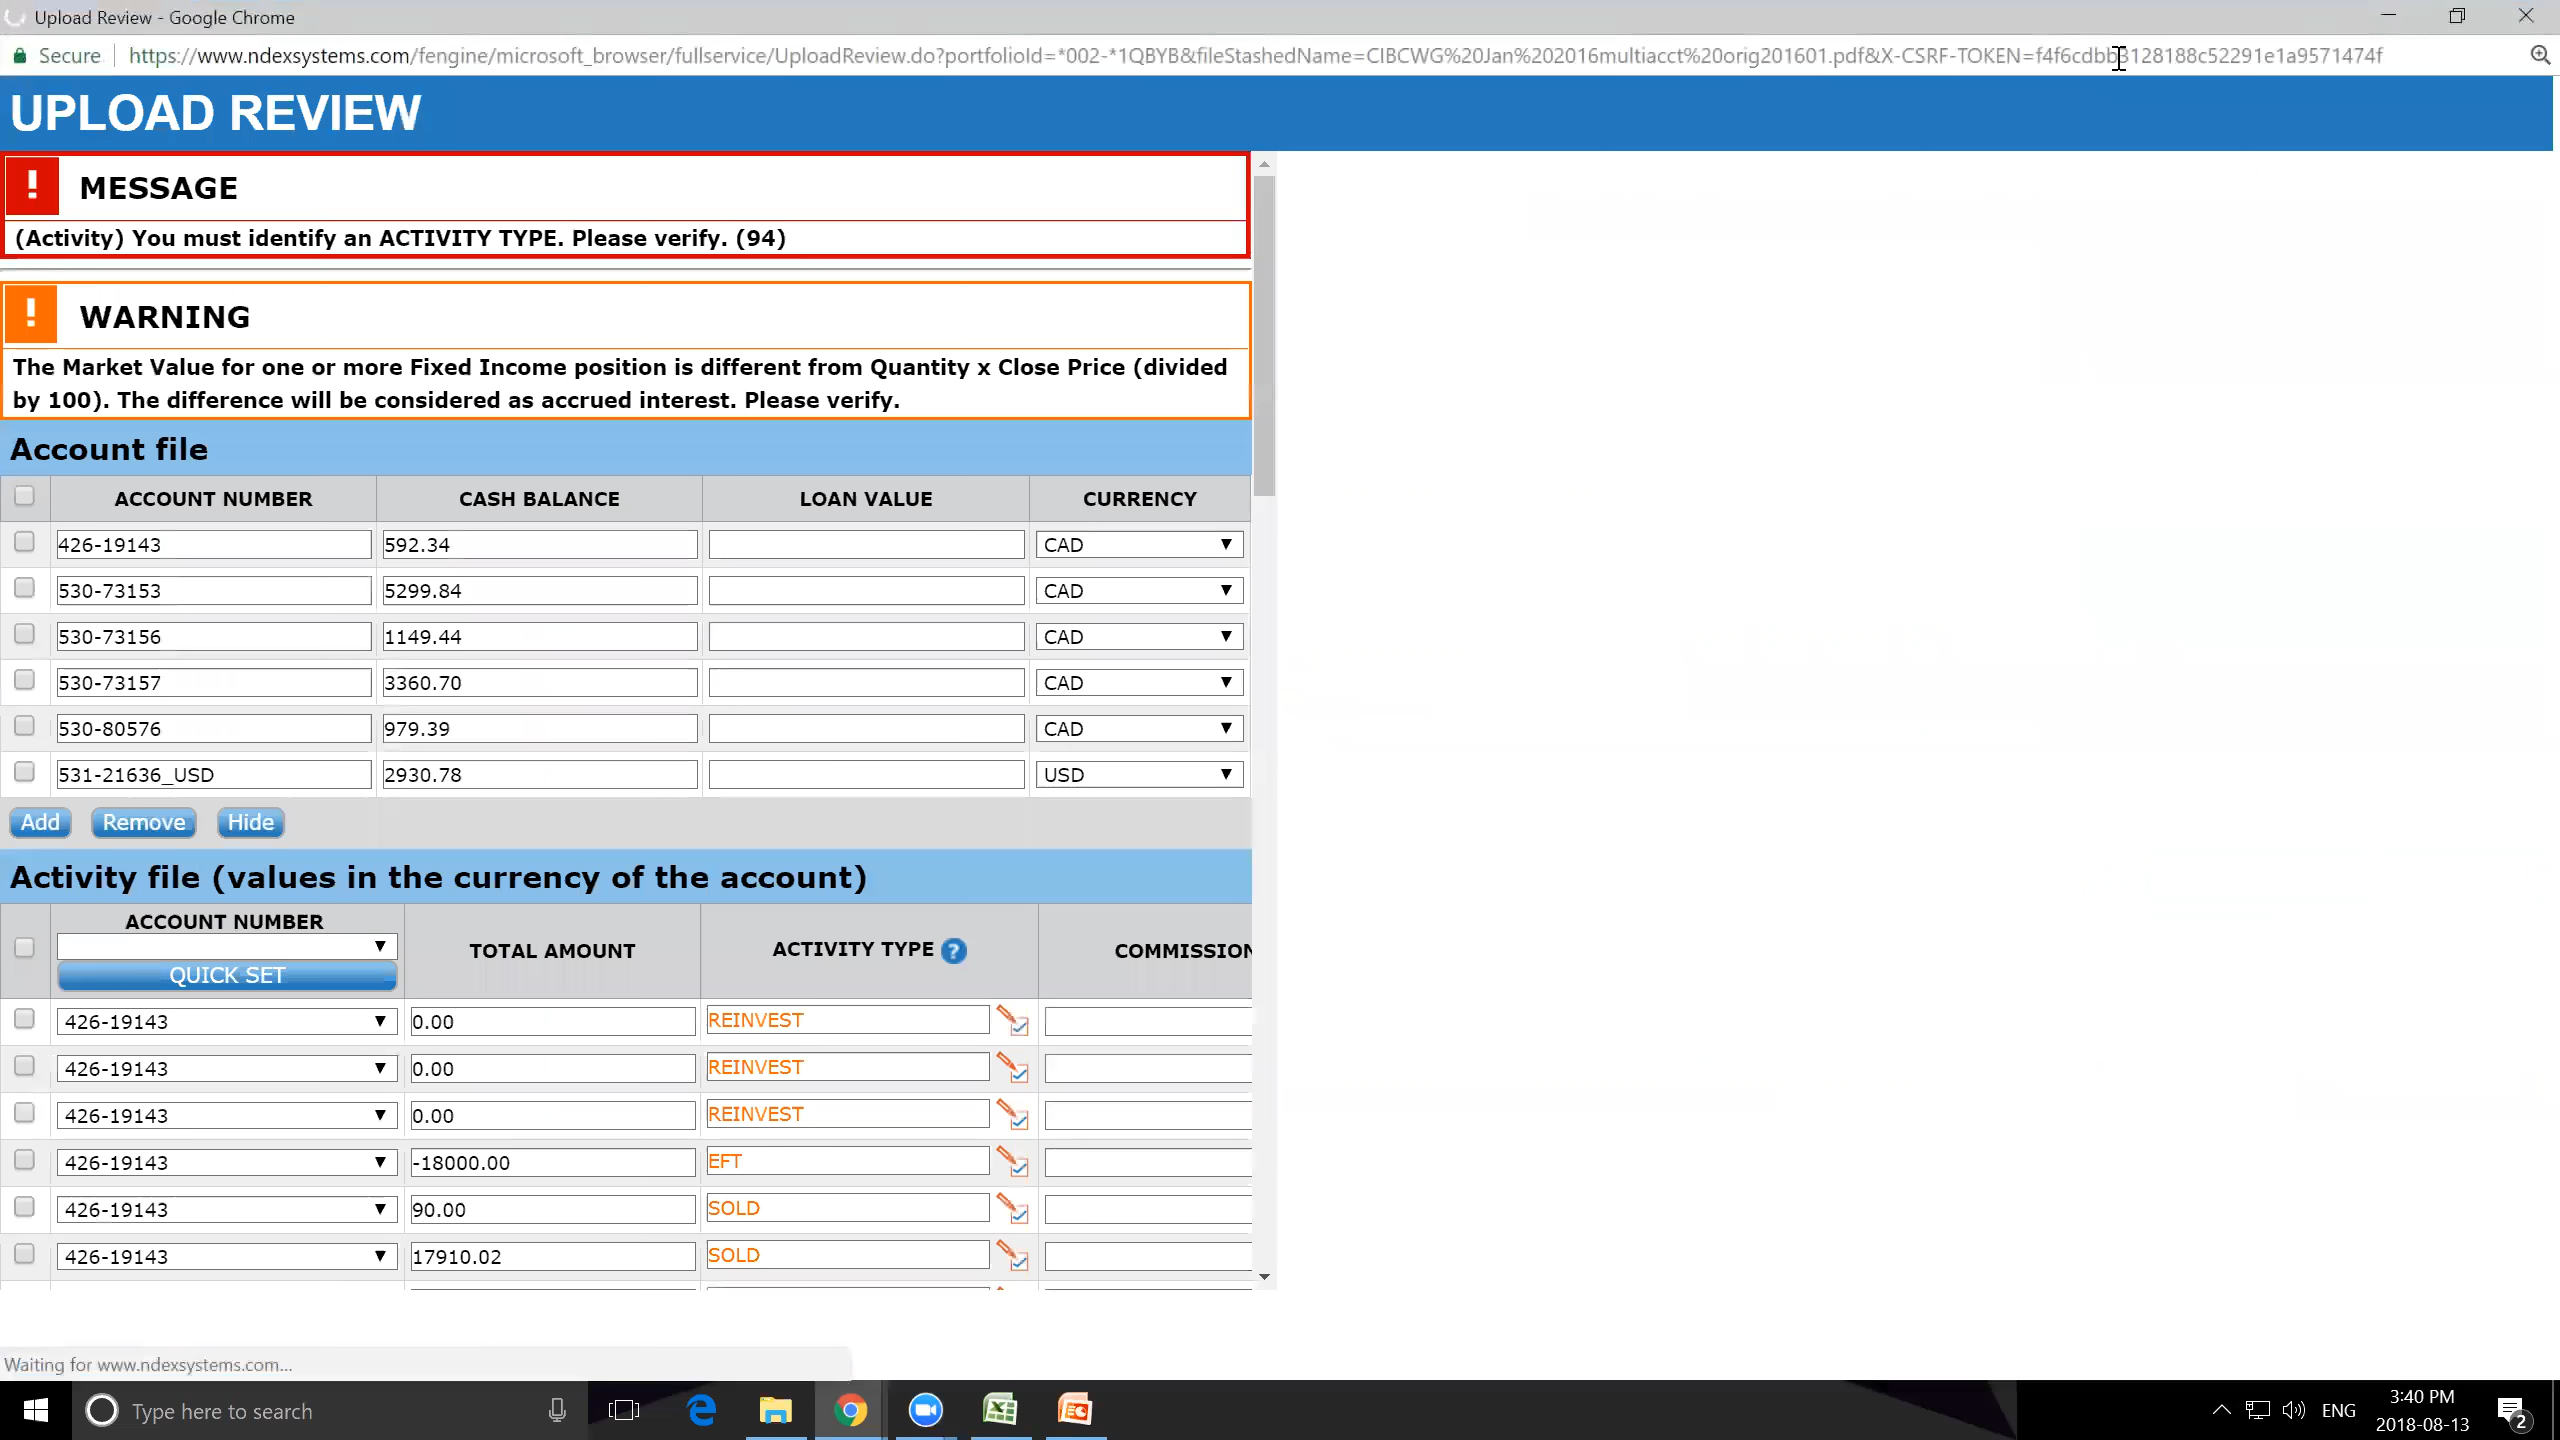 Upload Review - Google Chrome
Secure https://www.ndexsystems.com/fengine/microsoft_browser/fullservice/UploadReview.do?portfolioId=*002-*1QBYB&fileStashedName=CIBCWG%20Jan%202016multiacct%20orig201601.pdf&X-CSRF-TOKEN=f4f6cdbb3128188c52291e1a9571474f
UPLOAD REVIEW
! MESSAGE
(Activity) You must identify an ACTIVITY TYPE. Please verify. (94)
! WARNING
The Market Value for one or more Fixed Income position is different from Quantity x Close Price (divided
by 100). The difference will be considered as accrued interest. Please verify.
Account file
ACCOUNT NUMBER CASH BALANCE LOAN VALUE CURRENCY
426-19143 592.34 CAD
530-73153 5299.84 CAD
530-73156 1149.44 CAD
530-73157 3360.70 CAD
530-80576 979.39 CAD
531-21636_USD 2930.78 USD
Add Remove Hide
Activity file (values in the currency of the account)
ACCOUNT NUMBER TOTAL AMOUNT ACTIVITY TYPE ? COMMISSION
QUICK SET
426-19143 0.00 REINVEST
426-19143 0.00 REINVEST
426-19143 0.00 REINVEST
426-19143 -18000.00 EFT
426-19143 90.00 SOLD
426-19143 17910.02 SOLD
Waiting for www.ndexsystems.com...
Type here to search
ENG
3:40 PM
2018-08-13
2